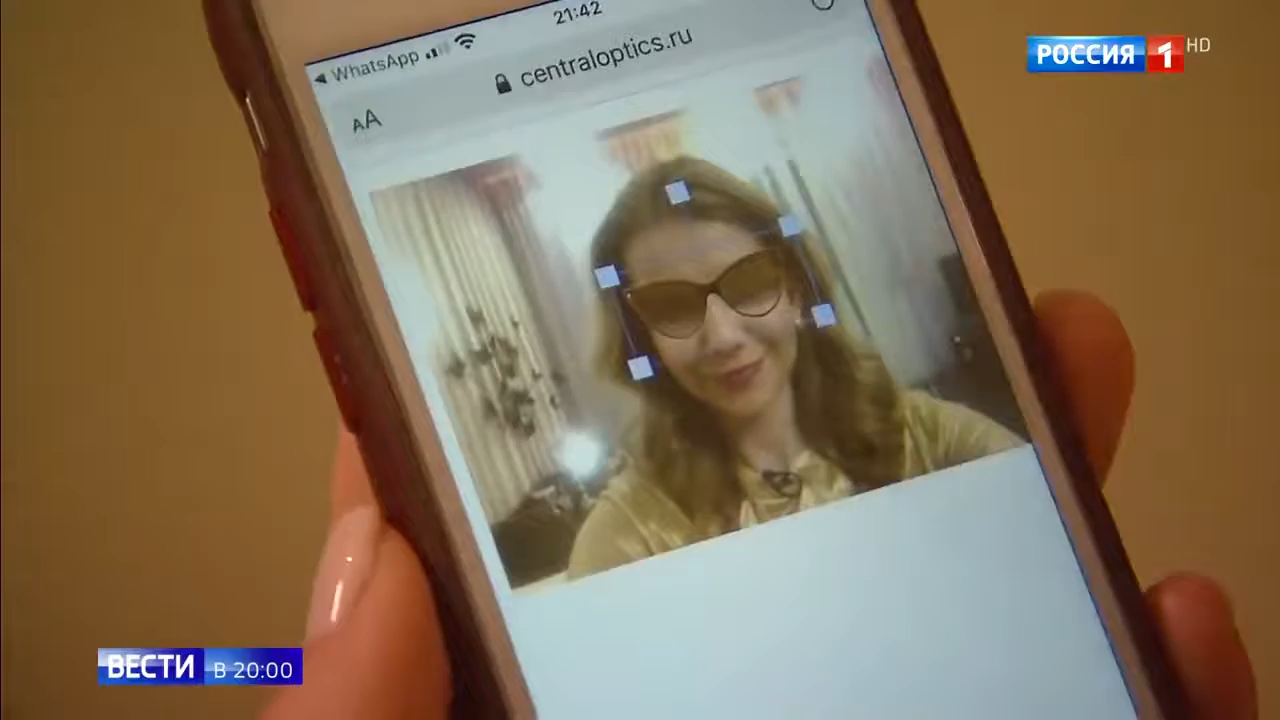 21:42
WhatsApp
centraloptics.ru
AA
РОССИЯ 1 HD
ВЕСТИ В 20:00